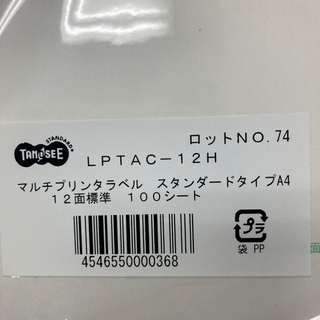 STANDARD
TANOSEE
ロットNO.74
LPTAC-12H
マルチプリンタラベル スタンダードタイプA4
12面標準 100シート
4546550000368
プラ
袋 PP